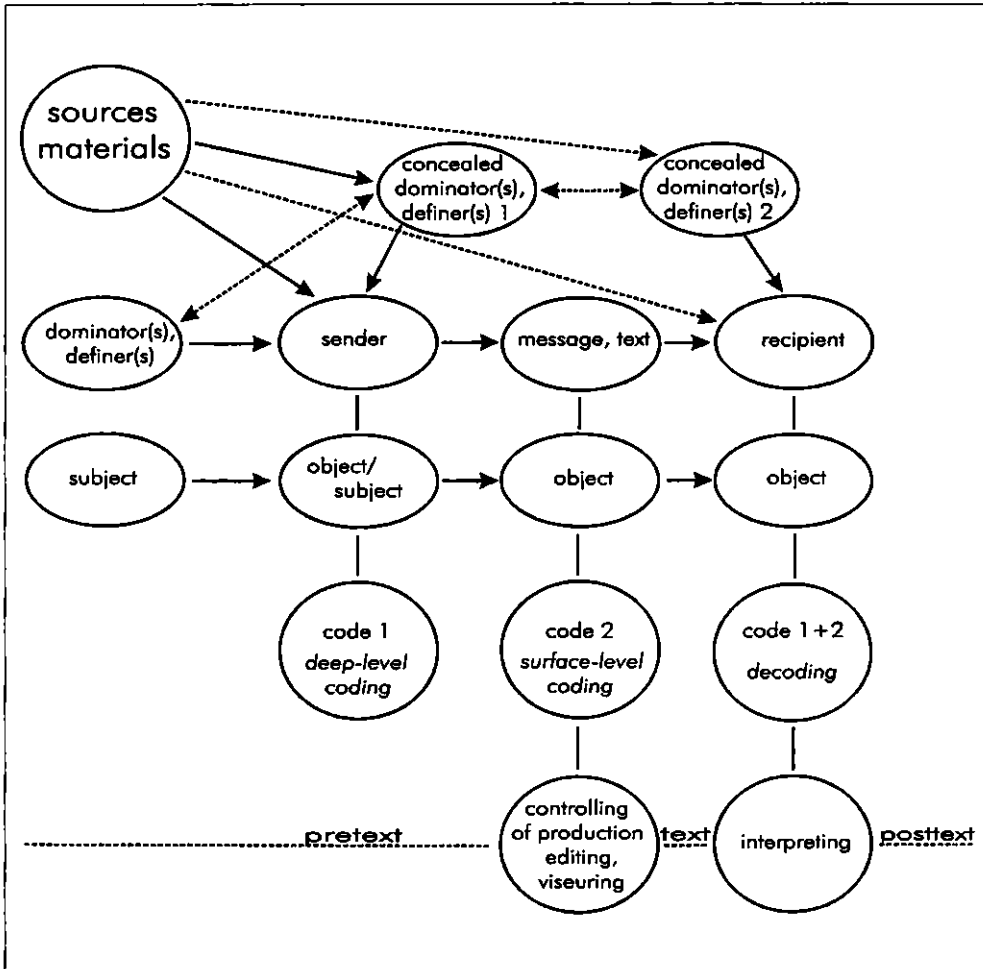 sources
materials
concealed
dominator(s),
definer(s) 1
concealed
dominator(s),
definer(s) 2
dominator(s),
definer(s)
sender
message, text
recipient
subject
object/
subject
object
object
code 1
deep-level
coding
code 2
surface-level
coding
code 1+2
decoding
pretext
controlling
of production
editing,
viseuring
text
interpreting
posttext